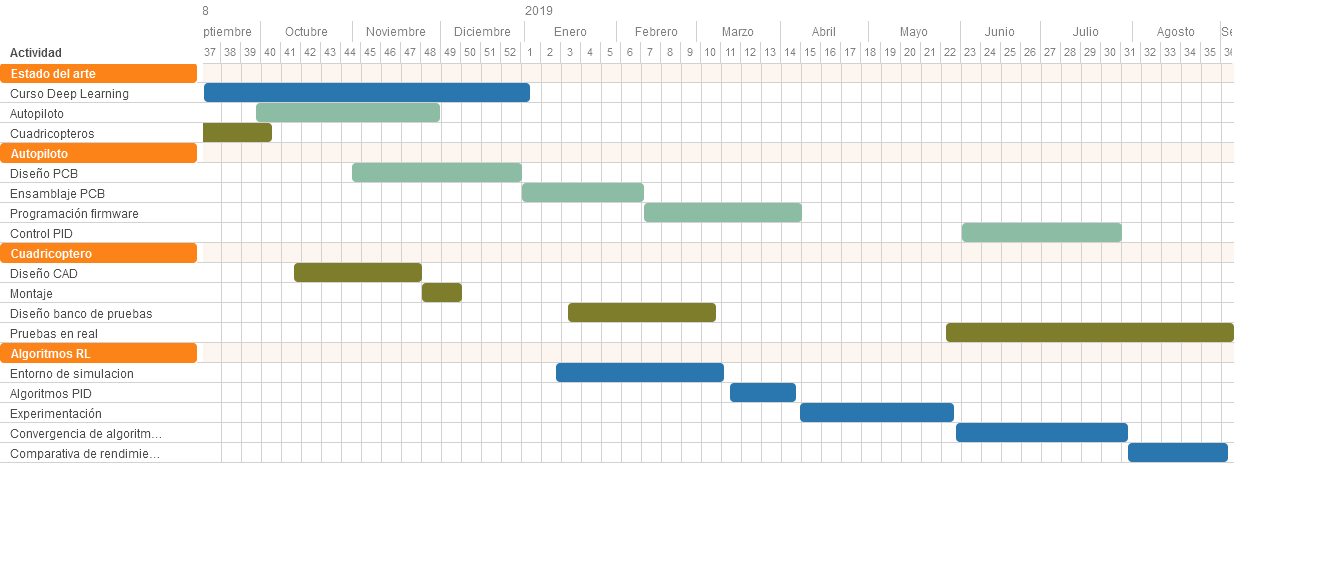 8 2019
ptiembre Octubre Noviembre Diciembre Enero Febrero Marzo Abril Mayo Junio Julio Agosto Se
Actividad 37 38 39 40 41 42 43 44 45 46 47 48 49 50 51 52 1 2 3 4 5 6 7 8 9 10 11 12 13 14 15 16 17 18 19 20 21 22 23 24 25 26 27 28 29 30 31 32 33 34 35 36
Estado del arte
Curso Deep Learning
Autopiloto
Cuadricopteros
Autopiloto
Diseño PCB
Ensamblaje PCB
Programación firmware
Control PID
Cuadricoptero
Diseño CAD
Montaje
Diseño banco de pruebas
Pruebas en real
Algoritmos RL
Entorno de simulacion
Algoritmos PID
Experimentación
Convergencia de algoritm...
Comparativa de rendimie...